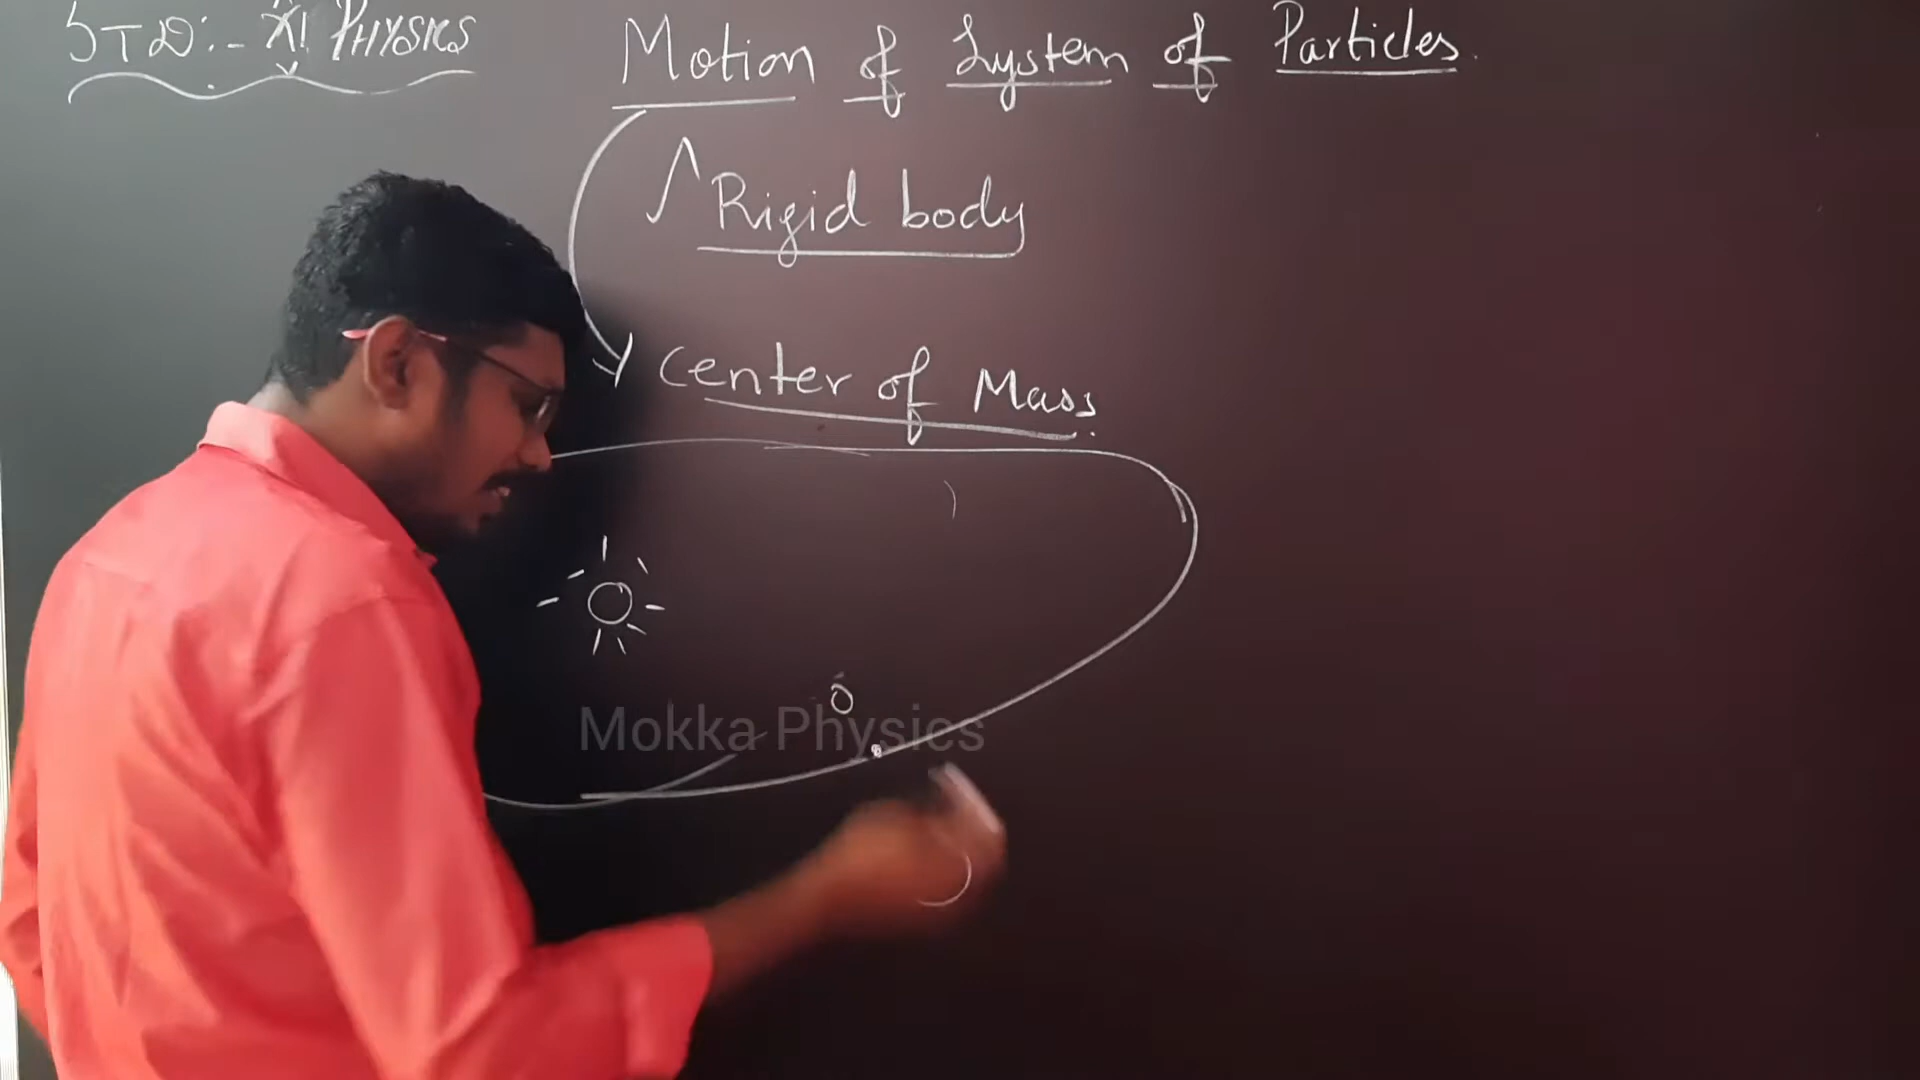 STD:- XI PHYSICS
Motion of System of Particles.
Rigid body
Center of Mass.
Mokka Physics